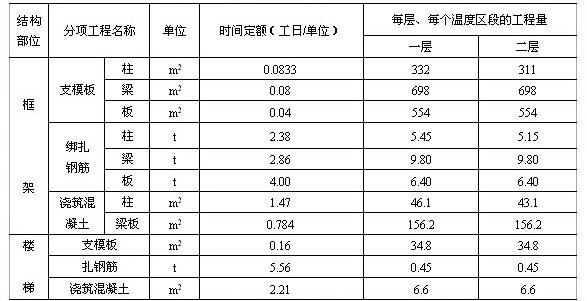 结构部位 分项工程名称 单位 时间定额（工日/单位） 每层、每个温度区段的工程量
一层 二层
框架 支模板 柱 m² 0.0833 332 311
梁 m² 0.08 698 698
板 m² 0.04 554 554
绑扎钢筋 柱 t 2.38 5.45 5.15
梁 t 2.86 9.80 9.80
板 t 4.00 6.40 6.40
浇筑混凝土 柱 m² 1.47 46.1 43.1
梁板 m² 0.784 156.2 156.2
楼梯 支模板 m² 0.16 34.8 34.8
扎钢筋 t 5.56 0.45 0.45
浇筑混凝土 m² 2.21 6.6 6.6